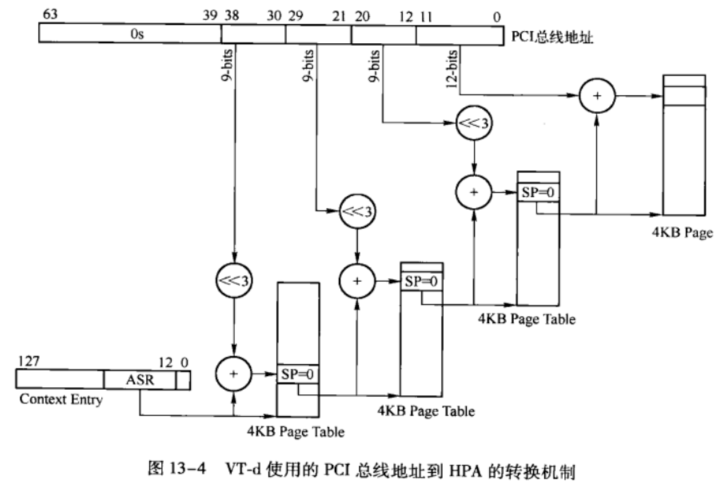 63 39 38 30 29 21 20 12 11 0
0s
PCI总线地址
9-bits 9-bits 9-bits 12-bits
+
<<3
+
SP=0
<<3
4KB Page
<<3
+
SP=0
4KB Page Table
127 12 0
ASR
+
SP=0
Context Entry
4KB Page Table
4KB Page Table
图 13-4 VT-d 使用的 PCI 总线地址到 HPA 的转换机制